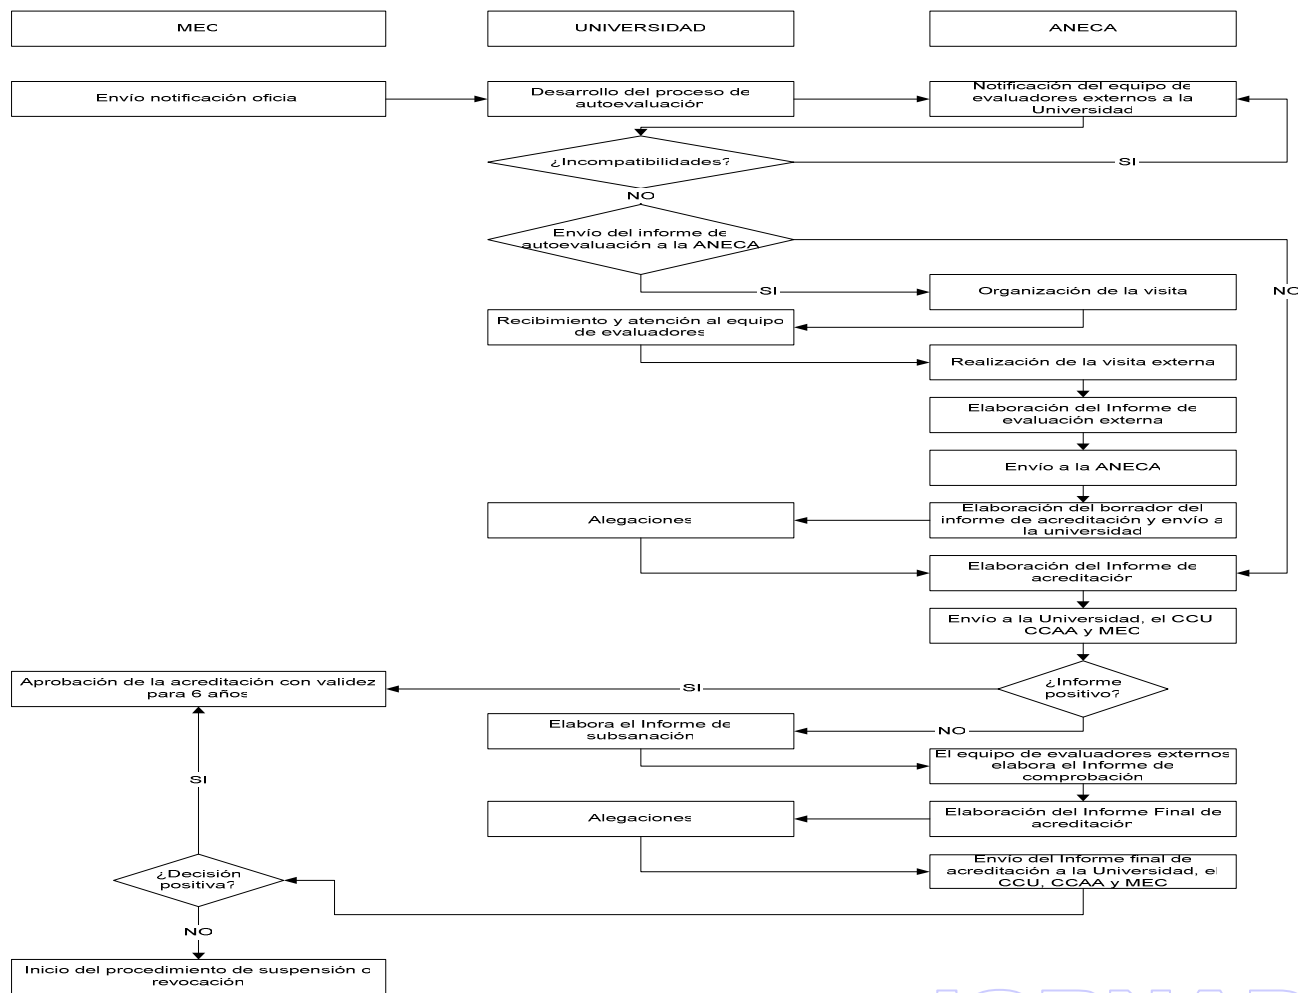 MEC
UNIVERSIDAD
ANECA
Envío notificación oficia
Desarrollo del proceso de
autoevaluación
Notificación del equipo de
evaluadores externos a la
Universidad
¿Incompatibilidades?
SI
NO
Envío del informe de
autoevaluación a la ANECA
SI
Organización de la visita
NO
Recibimiento y atención al equipo
de evaluadores
Realización de la visita externa
Elaboración del Informe de
evaluación externa
Envío a la ANECA
Alegaciones
Elaboración del borrador del
informe de acreditación y envío a
la universidad
Elaboración del Informe de
acreditación
Envío a la Universidad, el CCU
CCAA y MEC
Aprobación de la acreditación con validez
para 6 años
SI
¿Informe
positivo?
Elabora el Informe de
subsanación
NO
El equipo de evaluadores externos
elabora el Informe de
comprobación
SI
Alegaciones
Elaboración del Informe Final de
acreditación
¿Decisión
positiva?
Envío del Informe final de
acreditación a la Universidad, el
CCU, CCAA y MEC
NO
Inicio del procedimiento de suspensión o
revocación